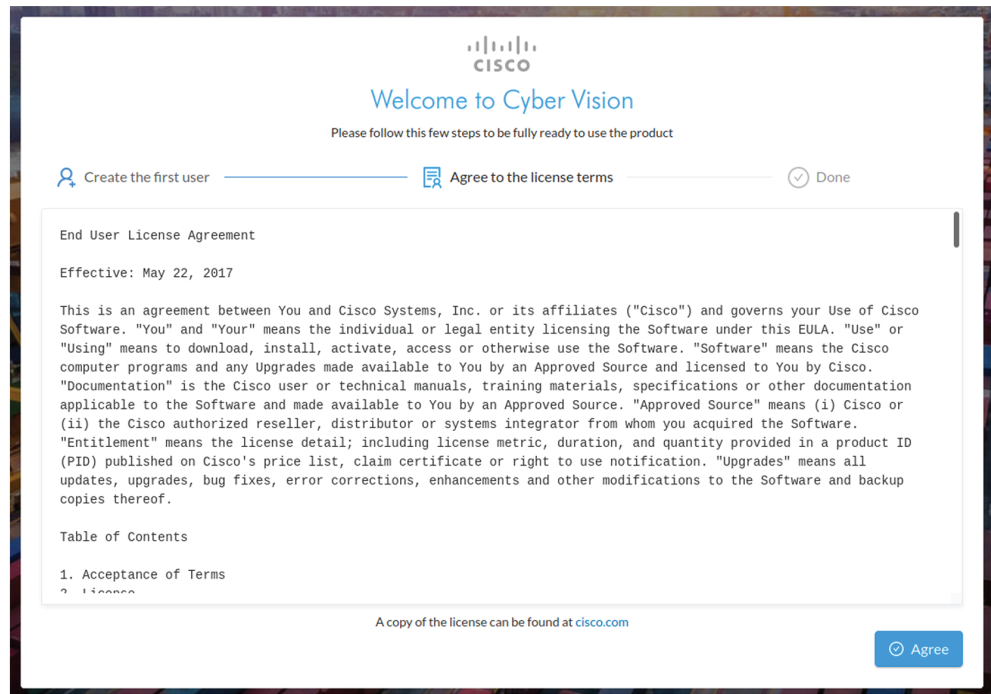 CISCO
Welcome to Cyber Vision
Please follow this few steps to be fully ready to use the product
Create the first user
Agree to the license terms
Done
End User License Agreement
Effective: May 22, 2017
This is an agreement between You and Cisco Systems, Inc. or its affiliates ("Cisco") and governs your Use of Cisco
Software. "You" and "Your" means the individual or legal entity licensing the Software under this EULA. "Use" or
"Using" means to download, install, activate, access or otherwise use the Software. "Software" means the Cisco
computer programs and any Upgrades made available to You by an Approved Source and licensed to You by Cisco.
"Documentation" is the Cisco user or technical manuals, training materials, specifications or other documentation
applicable to the Software and made available to You by an Approved Source. "Approved Source" means (i) Cisco or
(ii) the Cisco authorized reseller, distributor or systems integrator from whom you acquired the Software.
"Entitlement" means the license detail; including license metric, duration, and quantity provided in a product ID
(PID) published on Cisco's price list, claim certificate or right to use notification. "Upgrades" means all
updates, upgrades, bug fixes, error corrections, enhancements and other modifications to the Software and backup
copies thereof.
Table of Contents
1. Acceptance of Terms
2. License
A copy of the license can be found at cisco.com
Agree